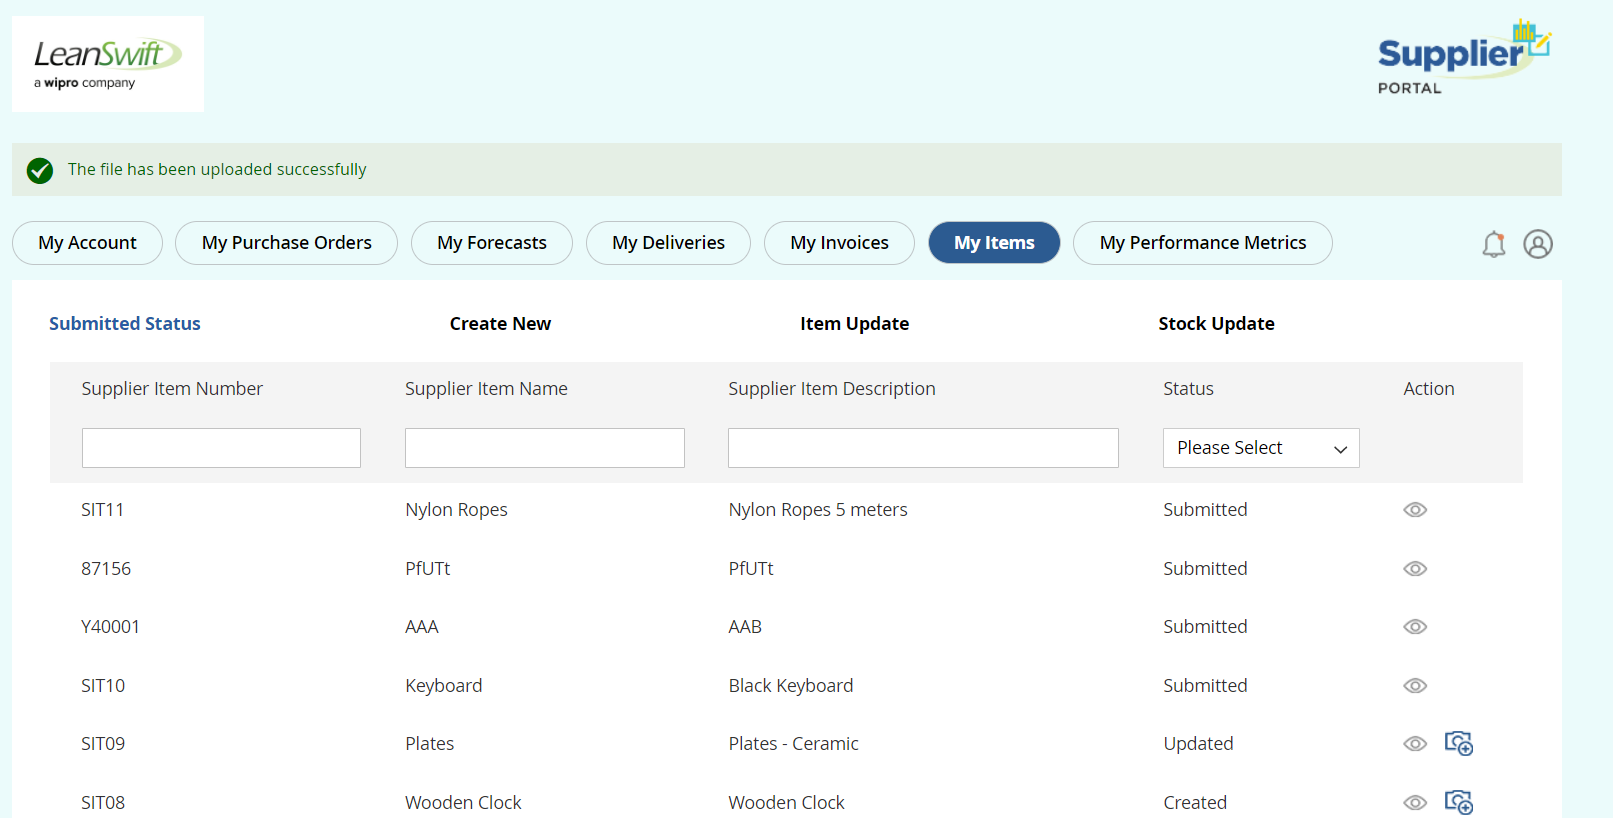 LeanSwift
a wipro company
Supplier
PORTAL
The file has been uploaded successfully
My Account
My Purchase Orders
My Forecasts
My Deliveries
My Invoices
My Items
My Performance Metrics
Submitted Status
Create New
Item Update
Stock Update
Supplier Item Number
Supplier Item Name
Supplier Item Description
Status
Action
Please Select
SIT11 Nylon Ropes Nylon Ropes 5 meters Submitted
87156 PfUTt PfUTt Submitted
Y40001 AAA AAB Submitted
SIT10 Keyboard Black Keyboard Submitted
SIT09 Plates Plates - Ceramic Updated
SIT08 Wooden Clock Wooden Clock Created